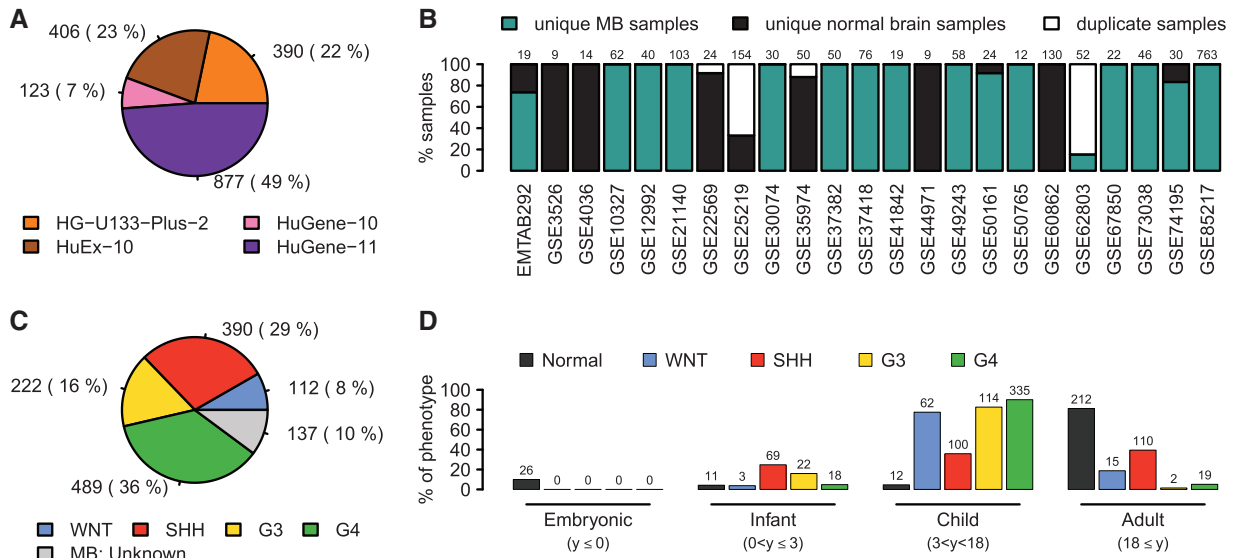 A
406 ( 23 %)
390 ( 22 %)
123 ( 7 %)
877 ( 49 %)
HG−U133−Plus−2
HuGene−10
HuEx−10
HuGene−11
B
unique MB samples
unique normal brain samples
duplicate samples
19 9 14 62 40 103 24 154 30 50 50 76 19 9 58 24 12 130 52 22 46 30 763
% samples
100
80
60
40
20
0
EMTAB292
GSE3526
GSE4036
GSE10327
GSE12992
GSE21140
GSE22569
GSE25219
GSE30074
GSE35974
GSE37382
GSE37418
GSE41842
GSE44971
GSE49243
GSE50161
GSE50765
GSE60862
GSE62803
GSE67850
GSE73038
GSE74195
GSE85217
C
390 ( 29 %)
222 ( 16 %)
112 ( 8 %)
137 ( 10 %)
489 ( 36 %)
WNT SHH G3 G4
MB: Unknown
D
Normal WNT SHH G3 G4
% of phenotype
100
80
60
40
20
0
26 0 0 0 0
11 3 69 22 18
12 62 100 114 335
212 15 110 2 19
Embryonic Infant Child Adult
(y ≤ 0) (0<y ≤ 3) (3<y<18) (18 ≤ y)